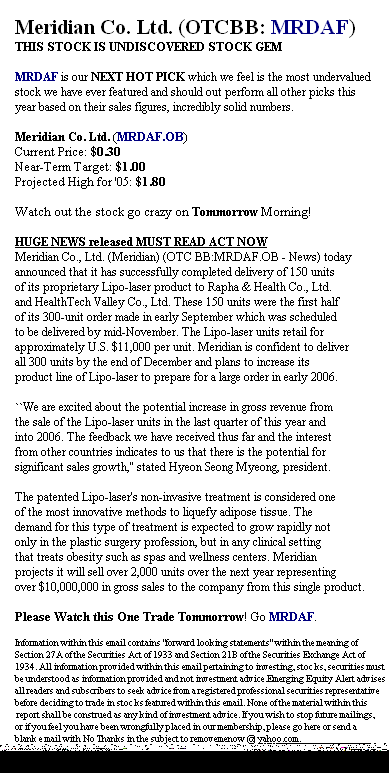 Meridian Co. Ltd. (OTCBB: MRDAF)
THIS STOCK IS UNDISCOVERED STOCK GEM
MRDAF is our NEXT HOT PICK which we feel is the most undervalued
stock we have ever featured and should out perform all other picks this
year based on their sales figures, incredibly solid numbers.
Meridian Co. Ltd. (MRDAF.OB)
Current Price: $0.30
Near-Term Target: $1.00
Projected High for '05: $1.80
Watch out the stock go crazy on Tommorrow Morning!
HUGE NEWS released MUST READ ACT NOW
Meridian Co., Ltd. (Meridian) (OTC BB:MRDAF.OB - News) today
announced that it has successfully completed delivery of 150 units
of its proprietary Lipo-laser product to Rapha & Health Co., Ltd.
and HealthTech Valley Co., Ltd. These 150 units were the first half
of its 300-unit order made in early September which was scheduled
to be delivered by mid-November. The Lipo-laser units retail for
approximately U.S. $11,000 per unit. Meridian is confident to deliver
all 300 units by the end of December and plans to increase its
product line of Lipo-laser to prepare for a large order in early 2006.
``We are excited about the potential increase in gross revenue from
the sale of the Lipo-laser units in the last quarter of this year and
into 2006. The feedback we have received thus far and the interest
from other countries indicates to us that there is the potential for
significant sales growth,'' stated Hyeon Seong Myeong, president.
The patented Lipo-laser's non-invasive treatment is considered one
of the most innovative methods to liquefy adipose tissue. The
demand for this type of treatment is expected to grow rapidly not
only in the plastic surgery profession, but in any clinical setting
that treats obesity such as spas and wellness centers. Meridian
projects it will sell over 2,000 units over the next year representing
over $10,000,000 in gross sales to the company from this single product.
Please Watch this One Trade Tommorrow! Go MRDAF.
Information within this email contains "forward looking statements" within the meaning of
Section 27A of the Securities Act of 1933 and Section 21B of the Securities Exchange Act of
1934. All information provided within this email pertaining to investing, stocks, securities must
be understood as information provided and not investment advice Emerging Equity Alert advises
all readers and subscribers to seek advice from a registered professional securities representative
before deciding to trade in stocks featured within this email. None of the material within this
report shall be construed as any kind of investment advice. If you wish to stop future mailings,
or if you feel you have been wrongfully placed in our membership, please go here or send a
blank e mail with No Thanks in the subject to removemenow @ yahoo.com.